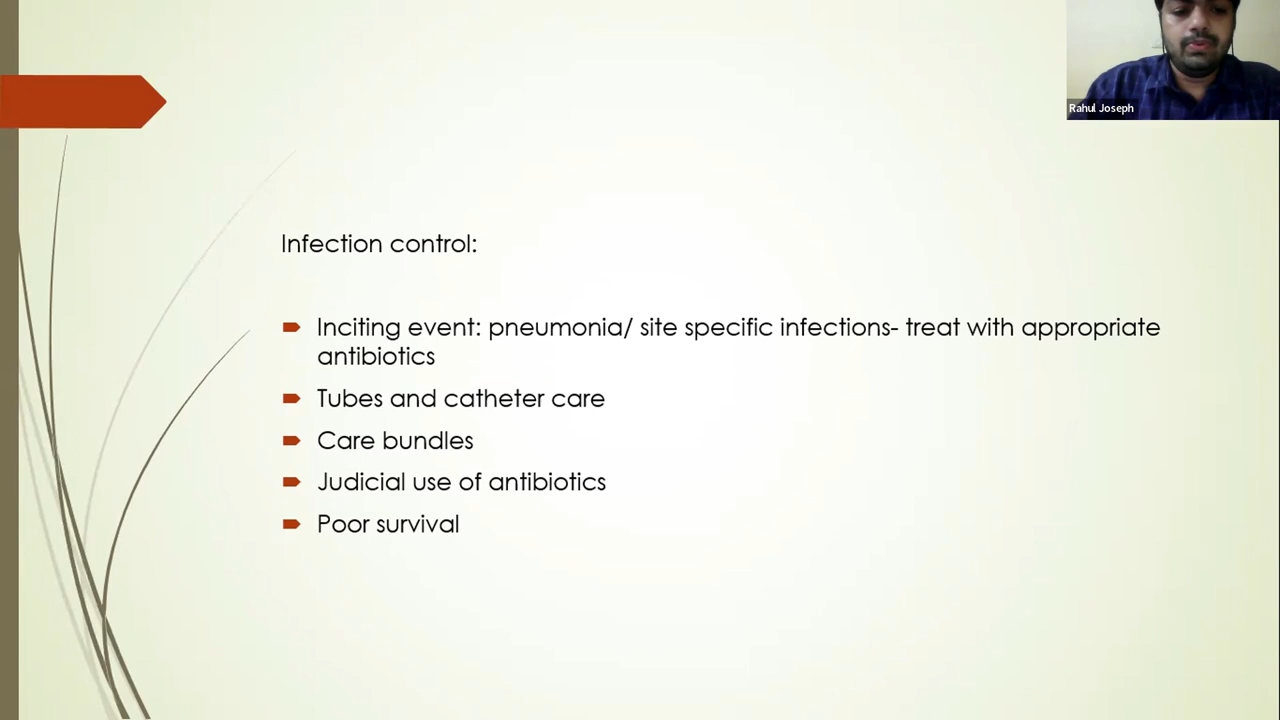 Rahul Joseph
Infection control:
Inciting event: pneumonia/ site specific infections- treat with appropriate
antibiotics
Tubes and catheter care
Care bundles
Judicial use of antibiotics
Poor survival